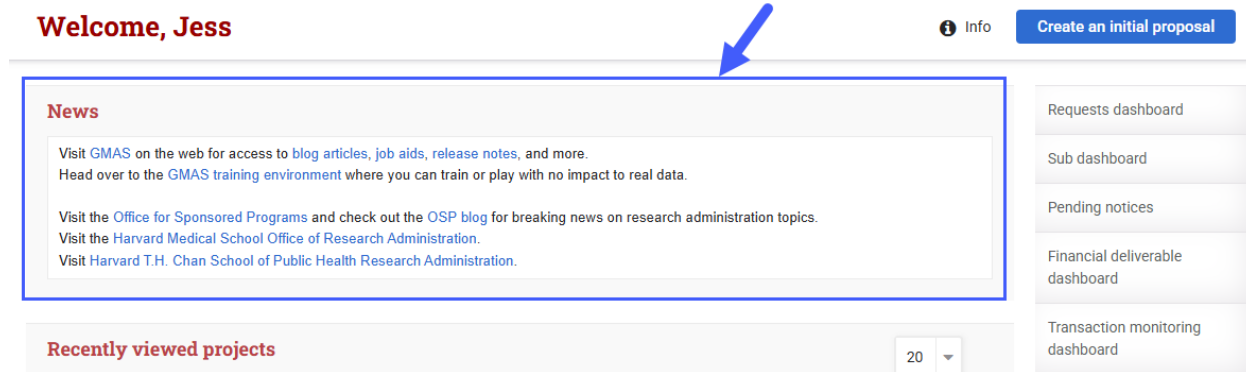 Welcome, Jess
Info
Create an initial proposal
News
Visit GMAS on the web for access to blog articles, job aids, release notes, and more.
Head over to the GMAS training environment where you can train or play with no impact to real data.
Visit the Office for Sponsored Programs and check out the OSP blog for breaking news on research administration topics.
Visit the Harvard Medical School Office of Research Administration.
Visit Harvard T.H. Chan School of Public Health Research Administration.
Recently viewed projects
20
Requests dashboard
Sub dashboard
Pending notices
Financial deliverable
dashboard
Transaction monitoring
dashboard